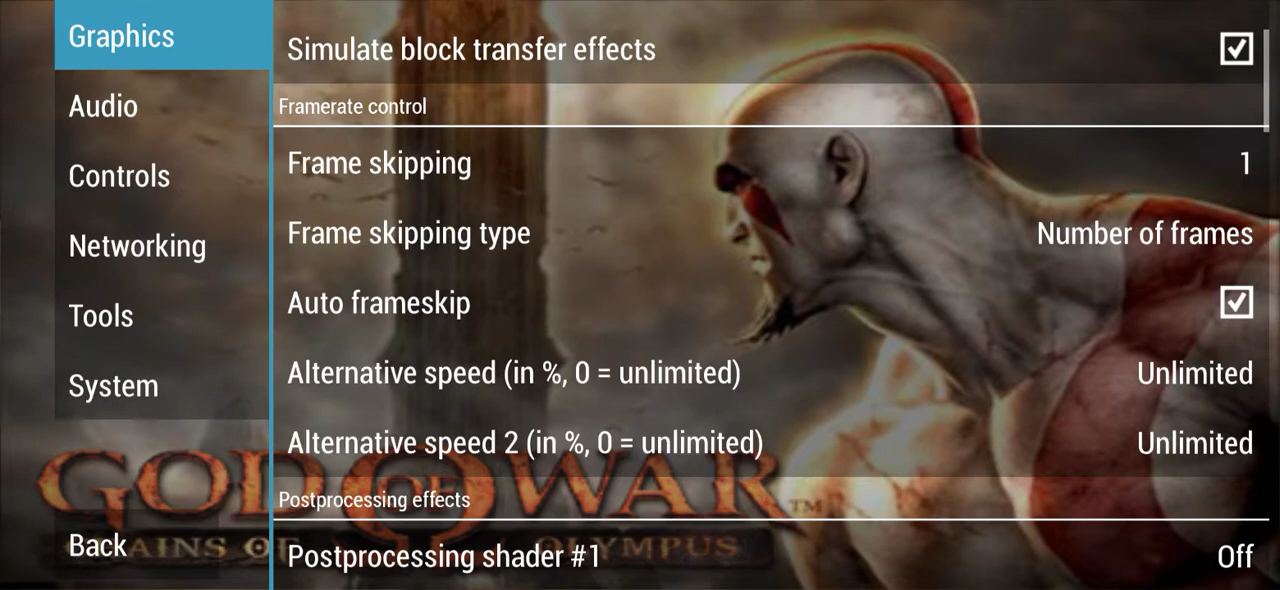 Graphics
Audio
Controls
Networking
Tools
System
Back
Simulate block transfer effects
Framerate control
Frame skipping 1
Frame skipping type Number of frames
Auto frameskip
Alternative speed (in %, 0 = unlimited) Unlimited
Alternative speed 2 (in %, 0 = unlimited) Unlimited
Postprocessing effects
Postprocessing shader #1 Off
GOD OF WAR™
AINS OF OLYMPUS